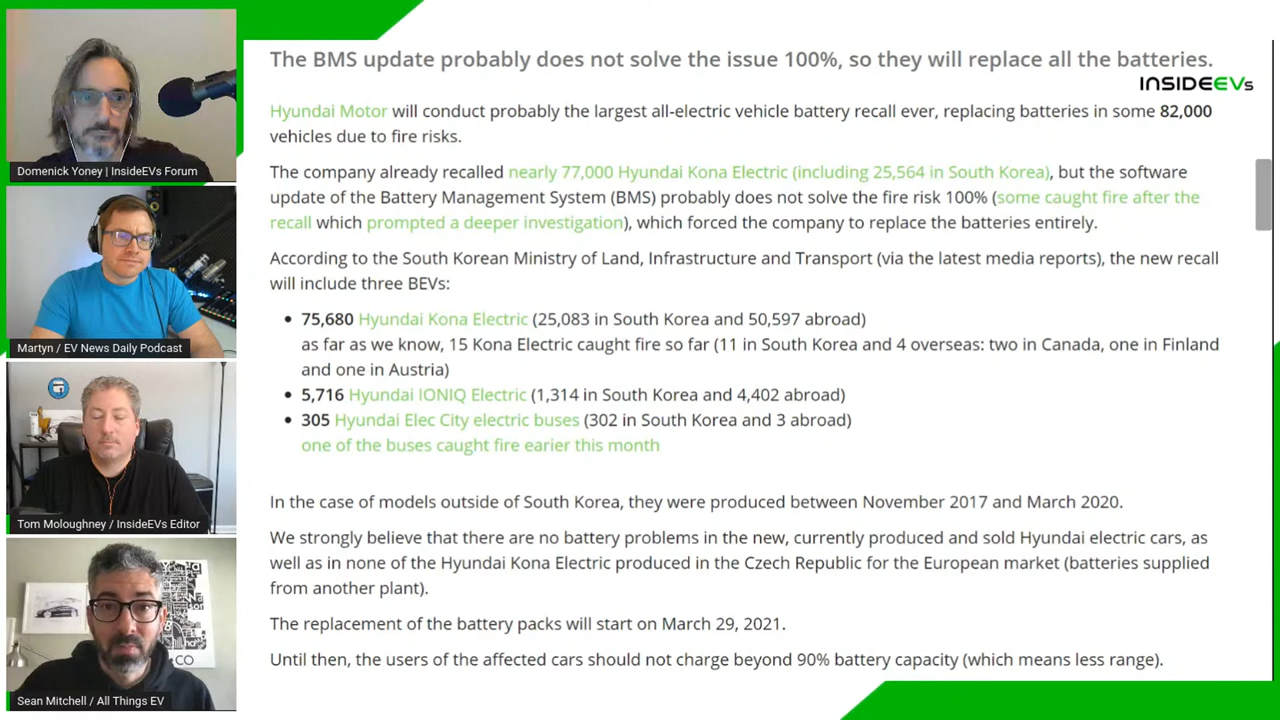 The BMS update probably does not solve the issue 100%, so they will replace all the batteries.
INSIDEEVs
Hyundai Motor will conduct probably the largest all-electric vehicle battery recall ever, replacing batteries in some 82,000
vehicles due to fire risks.
The company already recalled nearly 77,000 Hyundai Kona Electric (including 25,564 in South Korea), but the software
update of the Battery Management System (BMS) probably does not solve the fire risk 100% (some caught fire after the
recall which prompted a deeper investigation), which forced the company to replace the batteries entirely.
According to the South Korean Ministry of Land, Infrastructure and Transport (via the latest media reports), the new recall
will include three BEVs:
• 75,680 Hyundai Kona Electric (25,083 in South Korea and 50,597 abroad)
as far as we know, 15 Kona Electric caught fire so far (11 in South Korea and 4 overseas: two in Canada, one in Finland
and one in Austria)
• 5,716 Hyundai IONIQ Electric (1,314 in South Korea and 4,402 abroad)
• 305 Hyundai Elec City electric buses (302 in South Korea and 3 abroad)
one of the buses caught fire earlier this month
In the case of models outside of South Korea, they were produced between November 2017 and March 2020.
We strongly believe that there are no battery problems in the new, currently produced and sold Hyundai electric cars, as
well as in none of the Hyundai Kona Electric produced in the Czech Republic for the European market (batteries supplied
from another plant).
The replacement of the battery packs will start on March 29, 2021.
Until then, the users of the affected cars should not charge beyond 90% battery capacity (which means less range).
Domenick Yoney | InsideEVs Forum
Martyn / EV News Daily Podcast
Tom Moloughney / InsideEVs Editor
Sean Mitchell / All Things EV